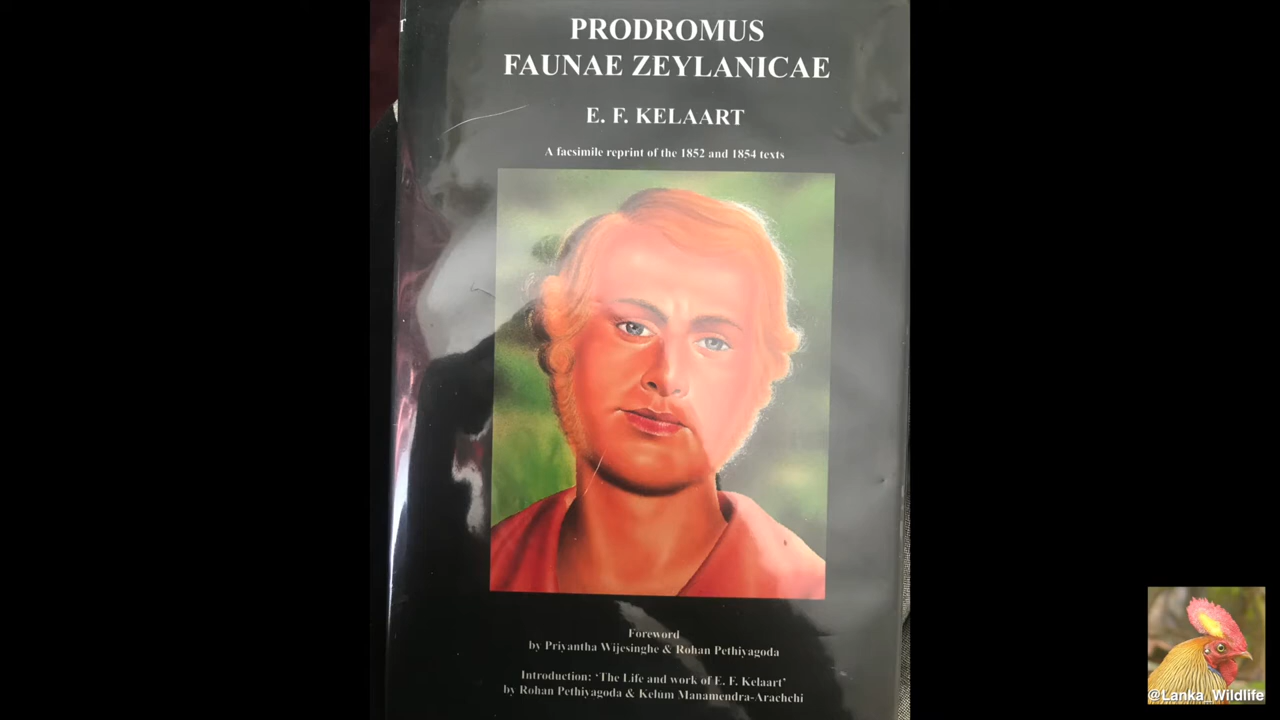 PRODROMUS
FAUNAE ZEYLANICAE
E. F. KELAART
A facsimile reprint of the 1852 and 1854 texts
Foreword
by Priyantha Wijesinghe & Rohan Pethiyagoda
Introduction: ‘The Life and work of E. F. Kelaart’
by Rohan Pethiyagoda & Kelum Manamendra-Arachchi
@Lanka_Wildlife